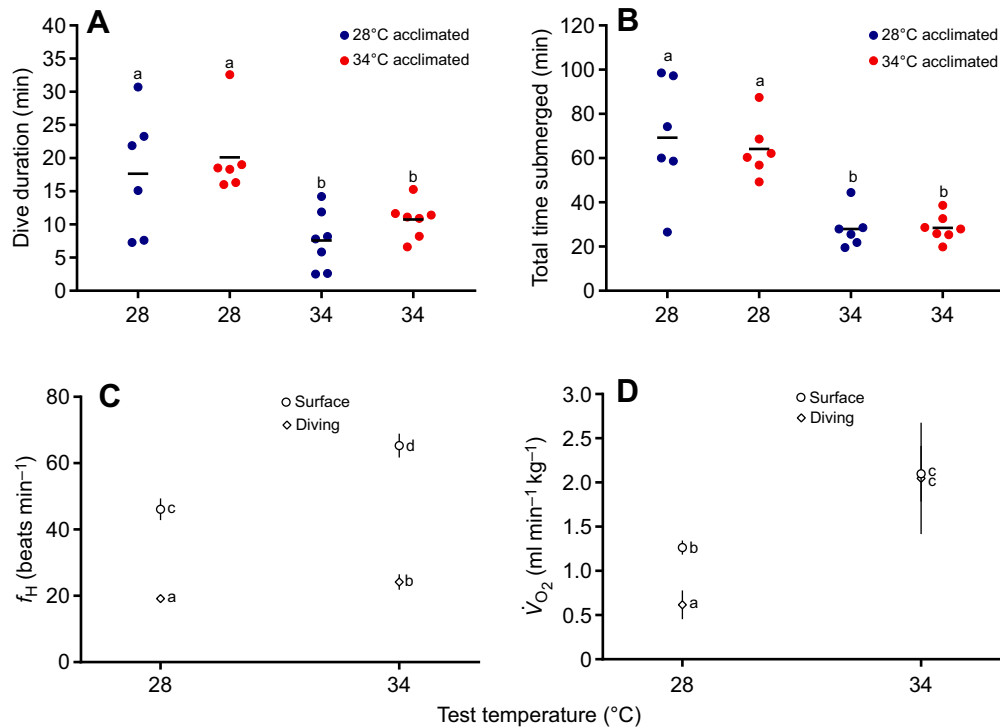 A
28°C acclimated
34°C acclimated
Dive duration (min)
40
35
30
25
20
15
10
5
0
a
a
b
b
28
28
34
34
B
28°C acclimated
34°C acclimated
Total time submerged (min)
120
100
80
60
40
20
0
a
a
b
b
28
28
34
34
C
Surface
Diving
fH (beats min–1)
80
60
40
20
0
c
a
d
b
28
34
D
Surface
Diving
V̇O2 (ml min–1 kg–1)
3.0
2.5
2.0
1.5
1.0
0.5
0
b
a
c
c
28
34
Test temperature (°C)